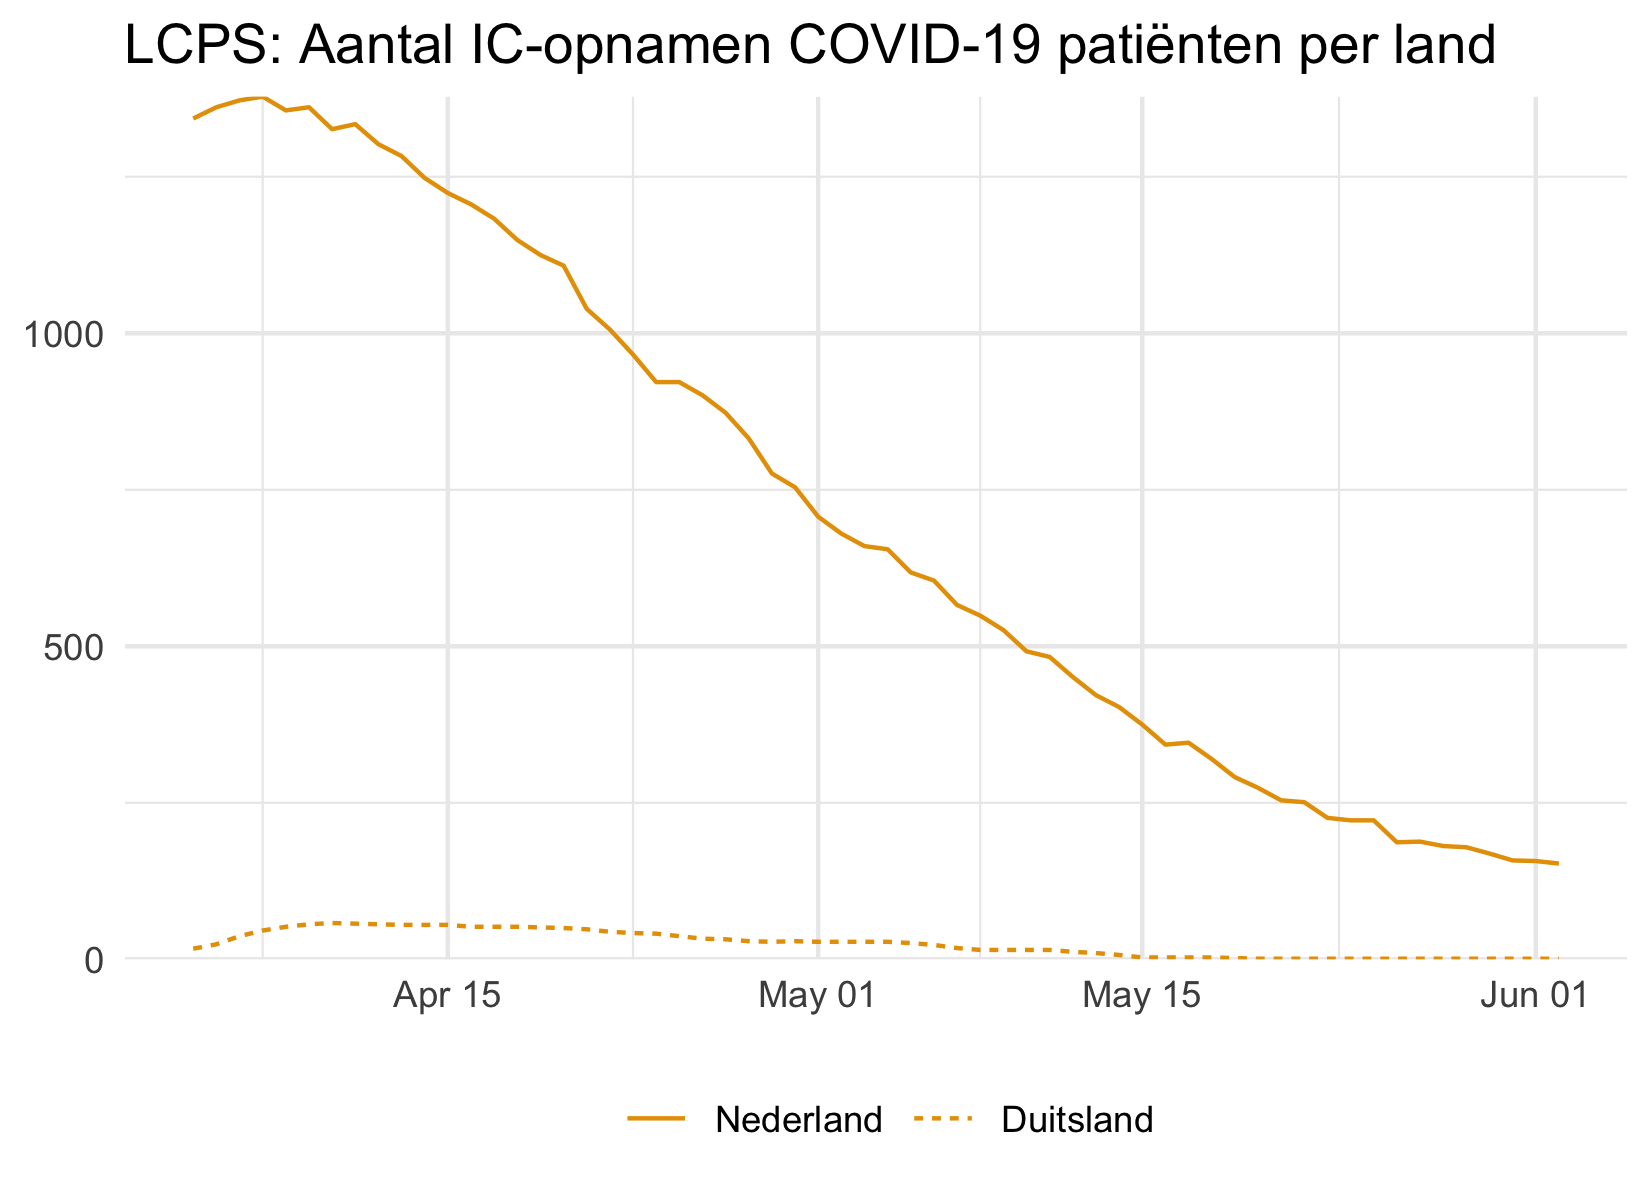 LCPS: Aantal IC-opnamen COVID-19 patiënten per land
1000
500
0
Apr 15 May 01 May 15 Jun 01
Nederland Duitsland